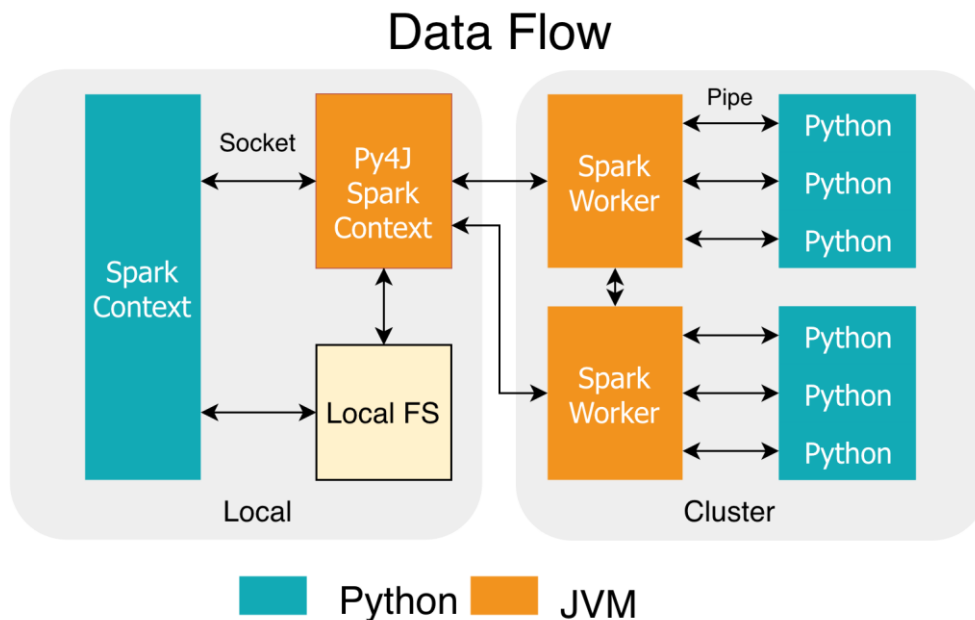 Data Flow
Spark
Context
Socket
Py4J
Spark
Context
Local FS
Local
Spark
Worker
Pipe
Python
Python
Python
Spark
Worker
Python
Python
Python
Cluster
Python
JVM